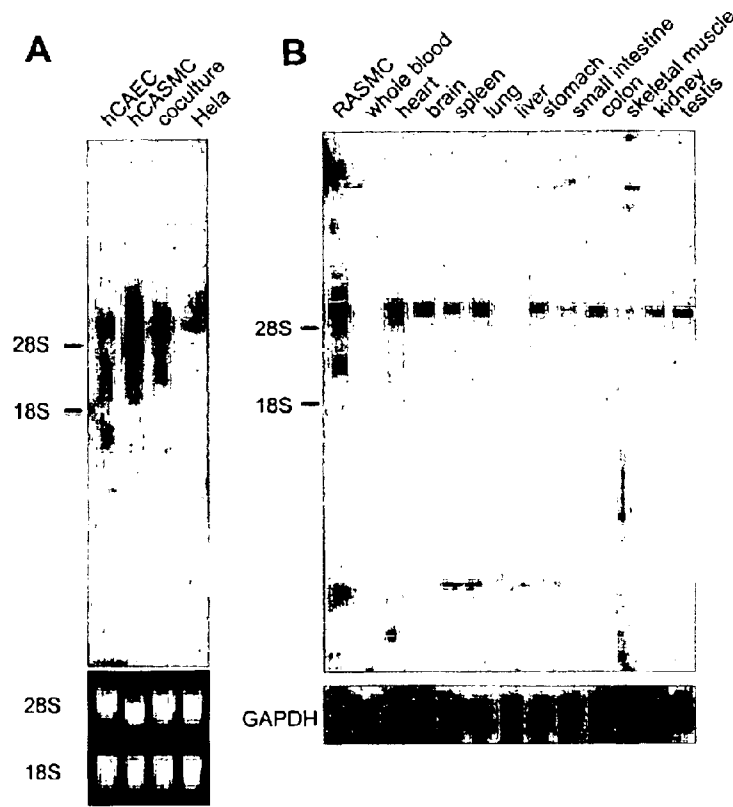 A
hCAEC
hCASMC
coculture
Hela
28S
18S
28S
18S
B
RASMC
whole blood
heart
brain
spleen
lung
liver
stomach
small intestine
colon
skeletal muscle
kidney
testis
28S
18S
GAPDH